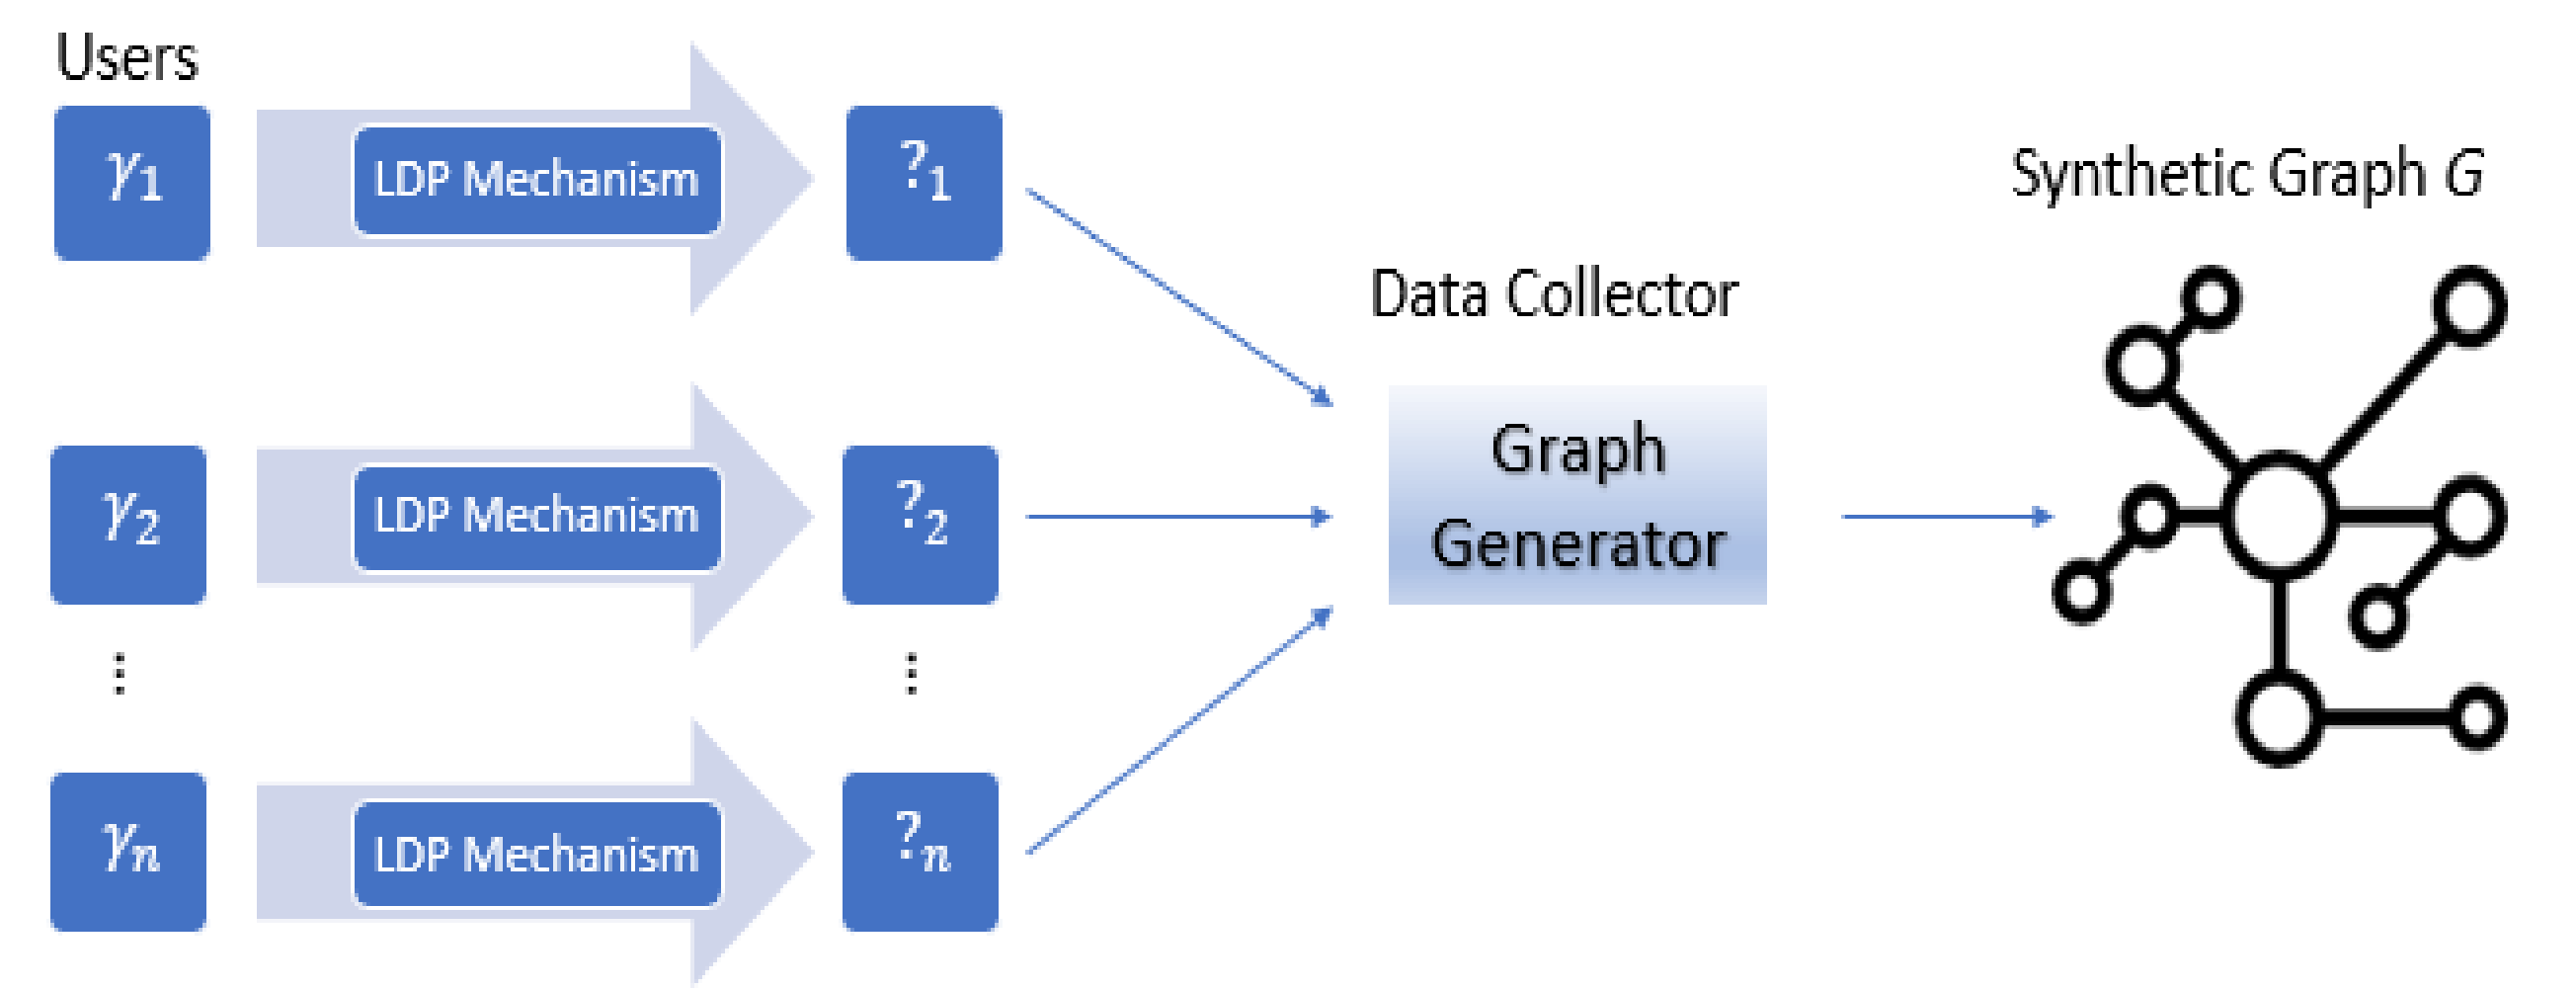 Users
γ1
LDP Mechanism
?1
γ2
LDP Mechanism
?2
⋮
⋮
γn
LDP Mechanism
?n
Data Collector
Graph
Generator
Synthetic Graph G